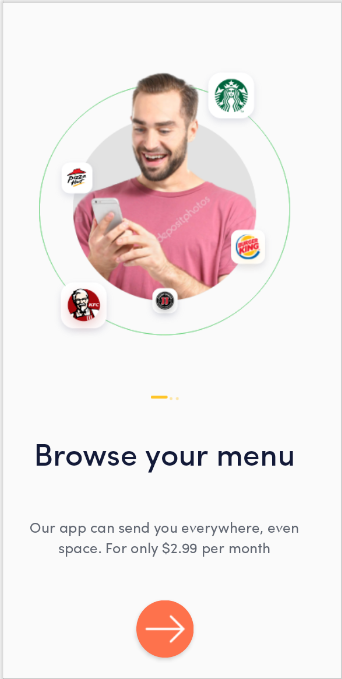 Pizza
Hut
depositphotos
BURGER
KING
KFC
Browse your menu
Our app can send you everywhere, even
space. For only $2.99 per month